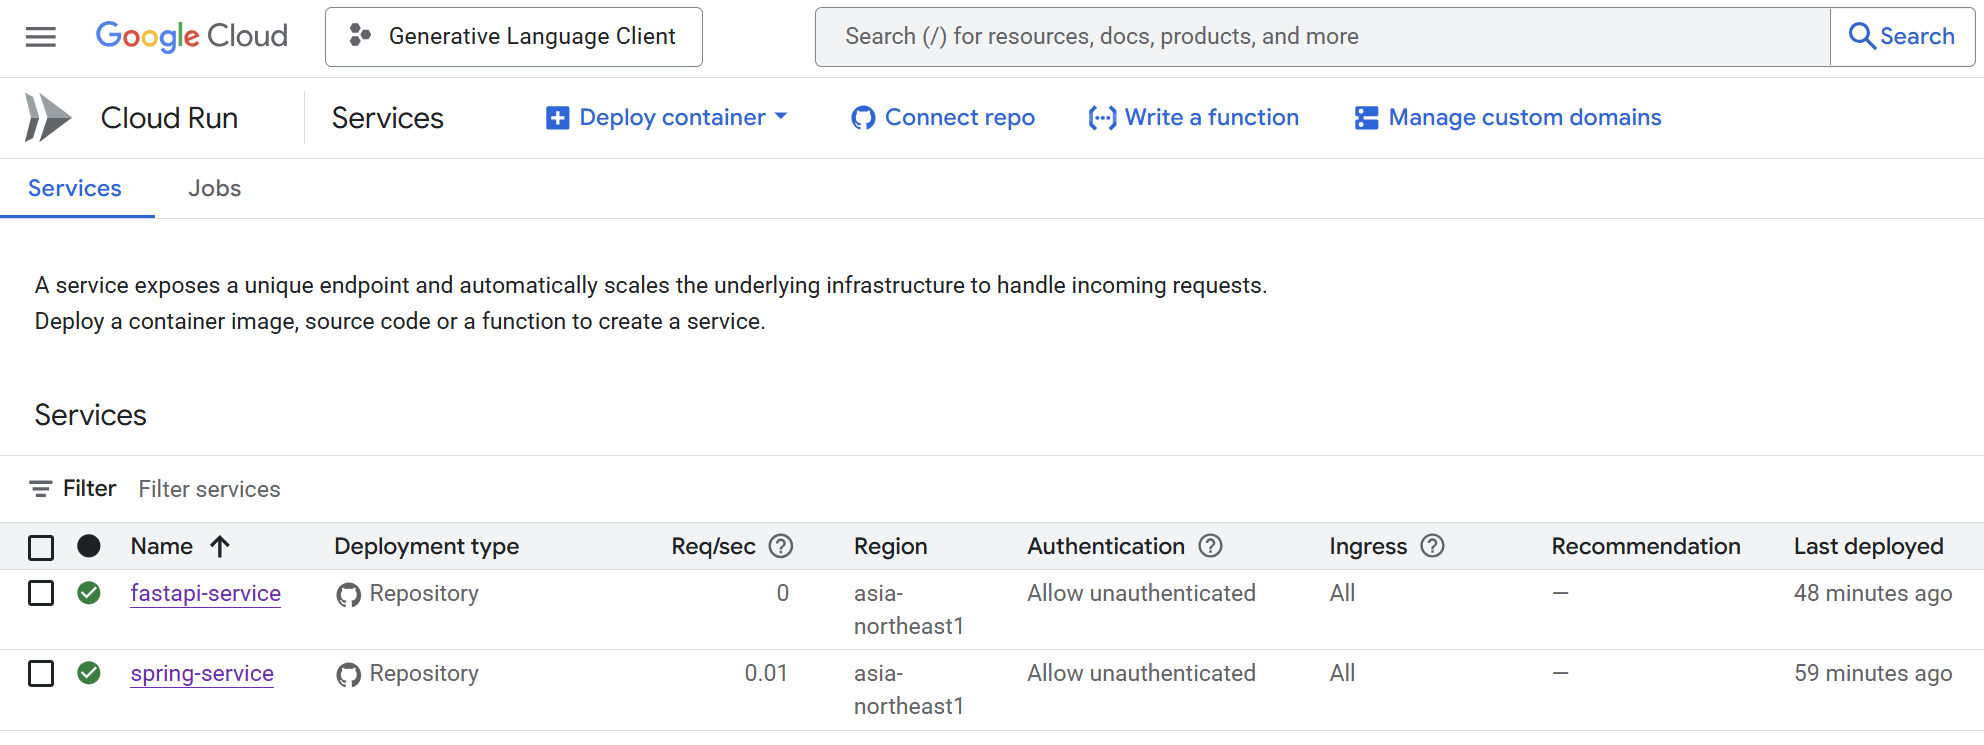 Google Cloud Generative Language Client Search (/) for resources, docs, products, and more Search
Cloud Run Services Deploy container Connect repo Write a function Manage custom domains
Services Jobs
A service exposes a unique endpoint and automatically scales the underlying infrastructure to handle incoming requests.
Deploy a container image, source code or a function to create a service.
Services
Filter Filter services
Name Deployment type Req/sec Region Authentication Ingress Recommendation Last deployed
fastapi-service Repository 0 asia-northeast1 Allow unauthenticated All — 48 minutes ago
spring-service Repository 0.01 asia-northeast1 Allow unauthenticated All — 59 minutes ago